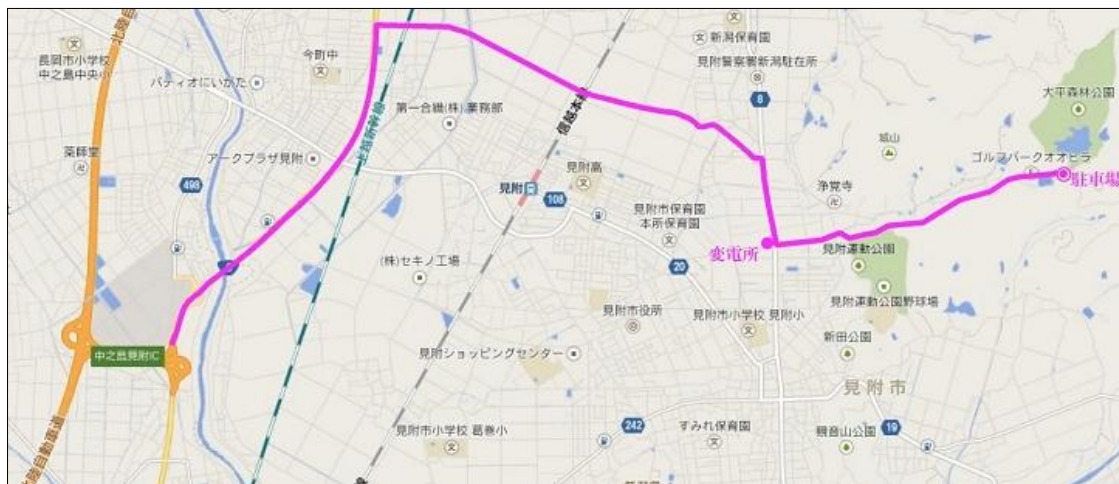 北陸自
長岡市小学校
中之島中央小
今町中
パティオにいがた
新潟保育園
見附警察署新潟駐在所
8
大平森林公園
第一合繊(株)業務部
上越新幹線
信越本線
城山
薬師堂
アークプラザ見附
498
見附高
見附
108
ゴルフパークオオヒラ
駐車場
浄覚寺
見附市保育園
本所保育園
変電所
見附運動公園
(株)セキノ工場
20
見附運動公園野球場
見附市役所
見附市小学校 見附小
新田公園
中之島見附IC
見附ショッピングセンター
見附市
北陸自動車道
見附市小学校 葛巻小
242
すみれ保育園
19
観音山公園